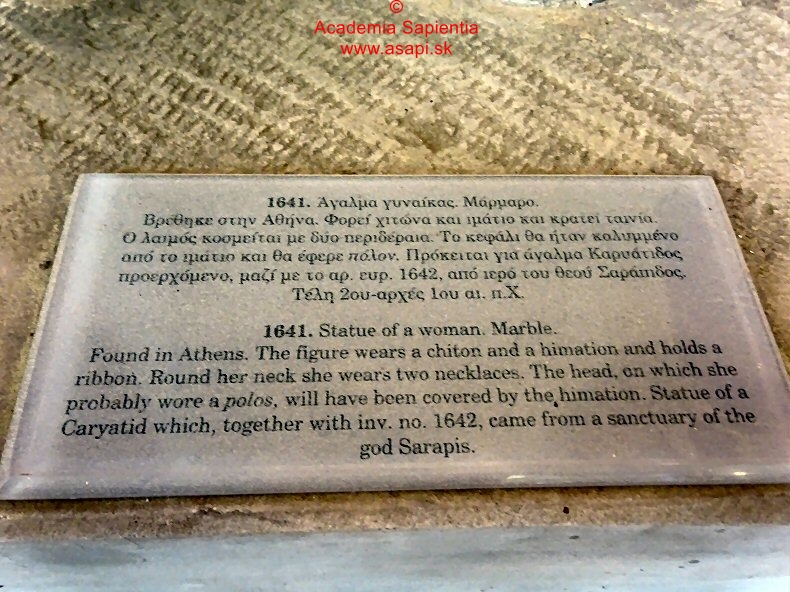 ©
Academia Sapientia
www.asapi.sk
1641. Άγαλμα γυναίκας. Μάρμαρο.
Βρέθηκε στην Αθήνα. Φορεί χιτώνα και ιμάτιο και κρατεί ταινία.
Ο λαιμός κοσμείται με δύο περιδέραια. Το κεφάλι θα ήταν καλυμμένο
από το ιμάτιο και θα έφερε πόλον. Πρόκειται για άγαλμα Καρυάτιδος
προερχόμενο, μαζί με το αρ. ευρ. 1642, από ιερό του θεού Σαράπιδος.
Τέλη 2ου-αρχές 1ου αι. π.Χ.
1641. Statue of a woman. Marble.
Found in Athens. The figure wears a chiton and a himation and holds a
ribbon. Round her neck she wears two necklaces. The head, on which she
probably wore a polos, will have been covered by the himation. Statue of a
Caryatid which, together with inv. no. 1642, came from a sanctuary of the
god Sarapis.